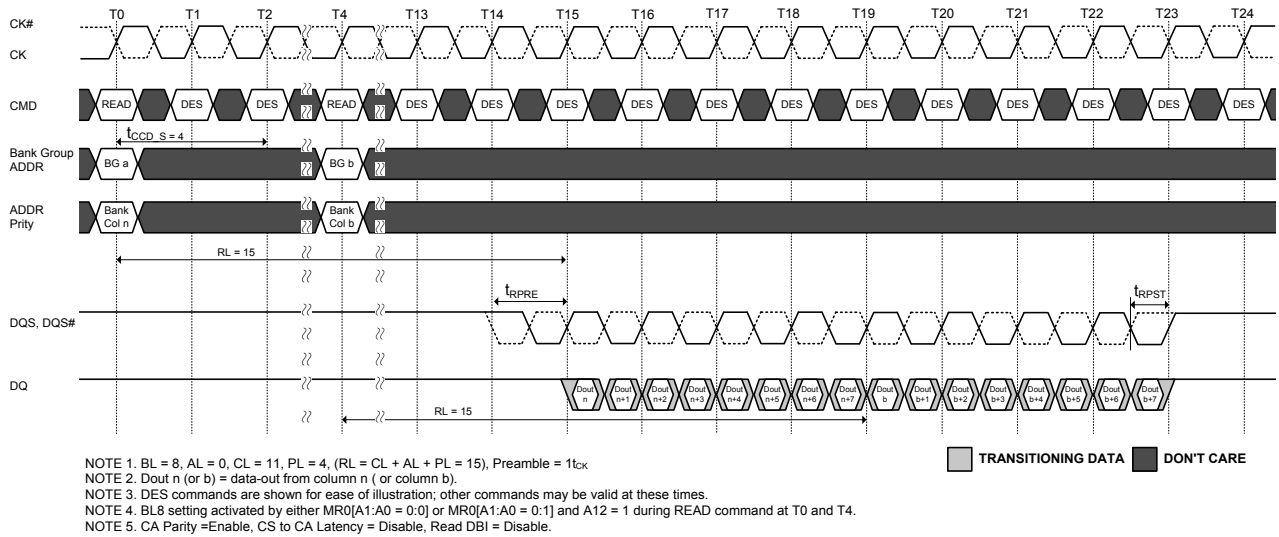 CK#
CK
T0 T1 T2 T4 T13 T14 T15 T16 T17 T18 T19 T20 T21 T22 T23 T24
CMD
READ DES DES READ DES DES DES DES DES DES DES DES DES DES DES DES
tCCD_S = 4
Bank Group
ADDR
BG a BG b
ADDR
Prity
Bank
Col n
Bank
Col b
RL = 15
tRPRE
tRPST
DQS, DQS#
DQ
Dout
n
Dout
n+1
Dout
n+2
Dout
n+3
Dout
n+4
Dout
n+5
Dout
n+6
Dout
n+7
Dout
b
Dout
b+1
Dout
b+2
Dout
b+3
Dout
b+4
Dout
b+5
Dout
b+6
Dout
b+7
RL = 15
TRANSITIONING DATA DON'T CARE
NOTE 1. BL = 8, AL = 0, CL = 11, PL = 4, (RL = CL + AL + PL = 15), Preamble = 1tCK
NOTE 2. Dout n (or b) = data-out from column n ( or column b).
NOTE 3. DES commands are shown for ease of illustration; other commands may be valid at these times.
NOTE 4. BL8 setting activated by either MR0[A1:A0 = 0:0] or MR0[A1:A0 = 0:1] and A12 = 1 during READ command at T0 and T4.
NOTE 5. CA Parity =Enable, CS to CA Latency = Disable, Read DBI = Disable.